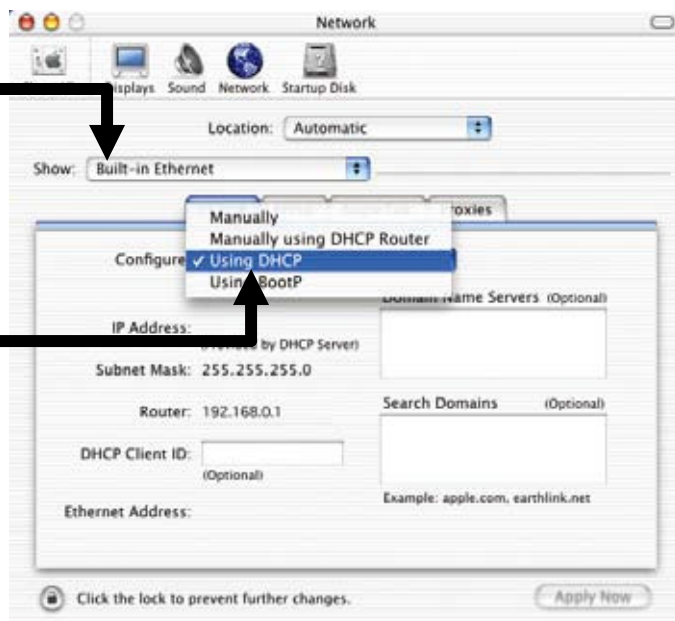 Network
Displays Sound Network Startup Disk
Location: Automatic
Show: Built-in Ethernet
Manually
Manually using DHCP Router
Configure ✓ Using DHCP
BootP
Name Servers (Optional)
IP Address:
by DHCP Server)
Subnet Mask: 255.255.255.0
Router: 192.168.0.1
Search Domains (Optional)
DHCP Client ID:
(Optional)
Example: apple.com, earthlink.net
Ethernet Address:
Click the lock to prevent further changes.
Apply Now